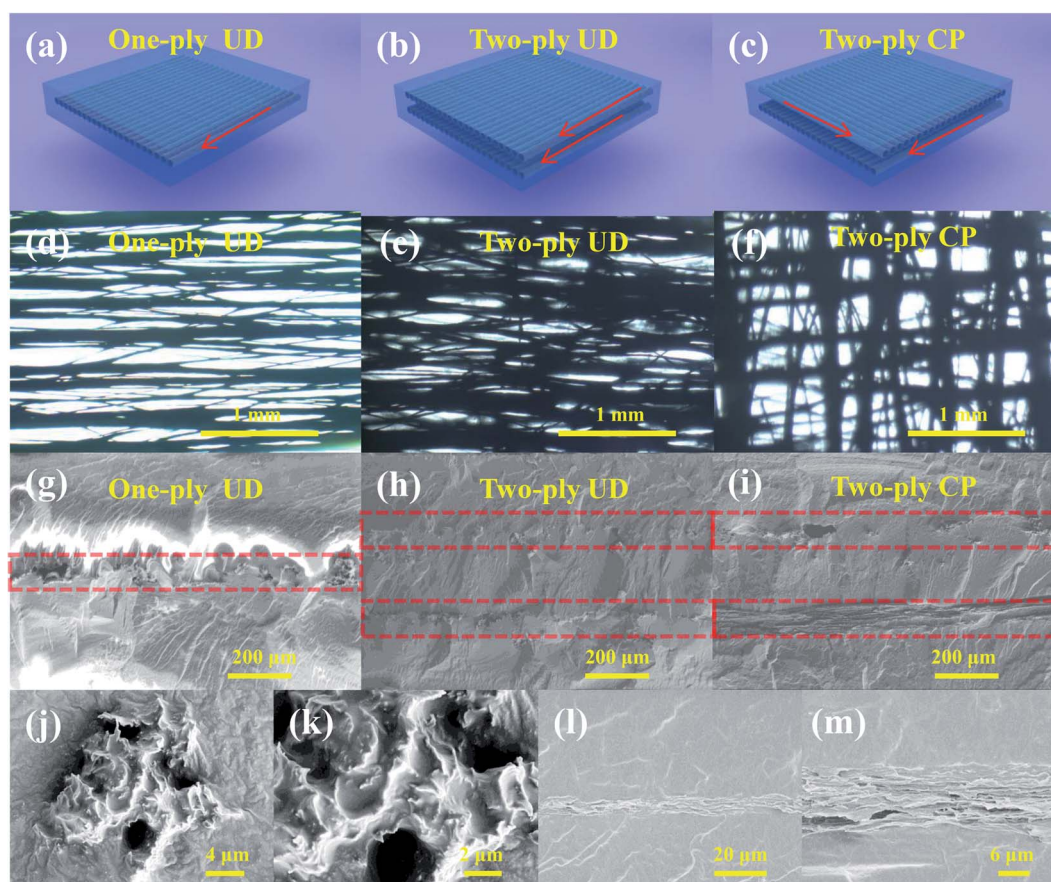 (a) One-ply UD
(b) Two-ply UD
(c) Two-ply CP
(d) One-ply UD
1 mm
(e) Two-ply UD
1 mm
(f) Two-ply CP
1 mm
(g) One-ply UD
200 μm
(h) Two-ply UD
200 μm
(i) Two-ply CP
200 μm
(j)
4 μm
(k)
2 μm
(l)
20 μm
(m)
6 μm